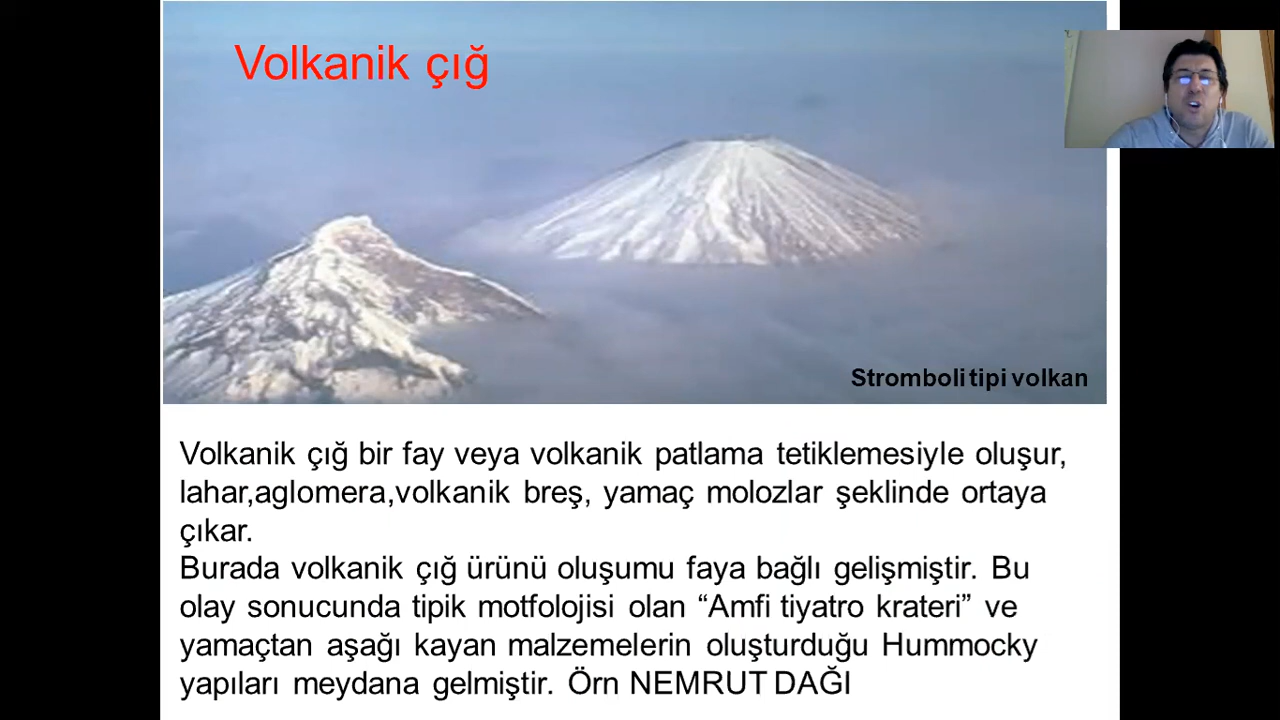 Volkanik çığ
Stromboli tipi volkan
Volkanik çığ bir fay veya volkanik patlama tetiklemesiyle oluşur,
lahar,aglomera,volkanik breş, yamaç molozlar şeklinde ortaya
çıkar.
Burada volkanik çığ ürünü oluşumu faya bağlı gelişmiştir. Bu
olay sonucunda tipik motfolojisi olan “Amfi tiyatro krateri” ve
yamaçtan aşağı kayan malzemelerin oluşturduğu Hummocky
yapıları meydana gelmiştir. Örn NEMRUT DAĞI